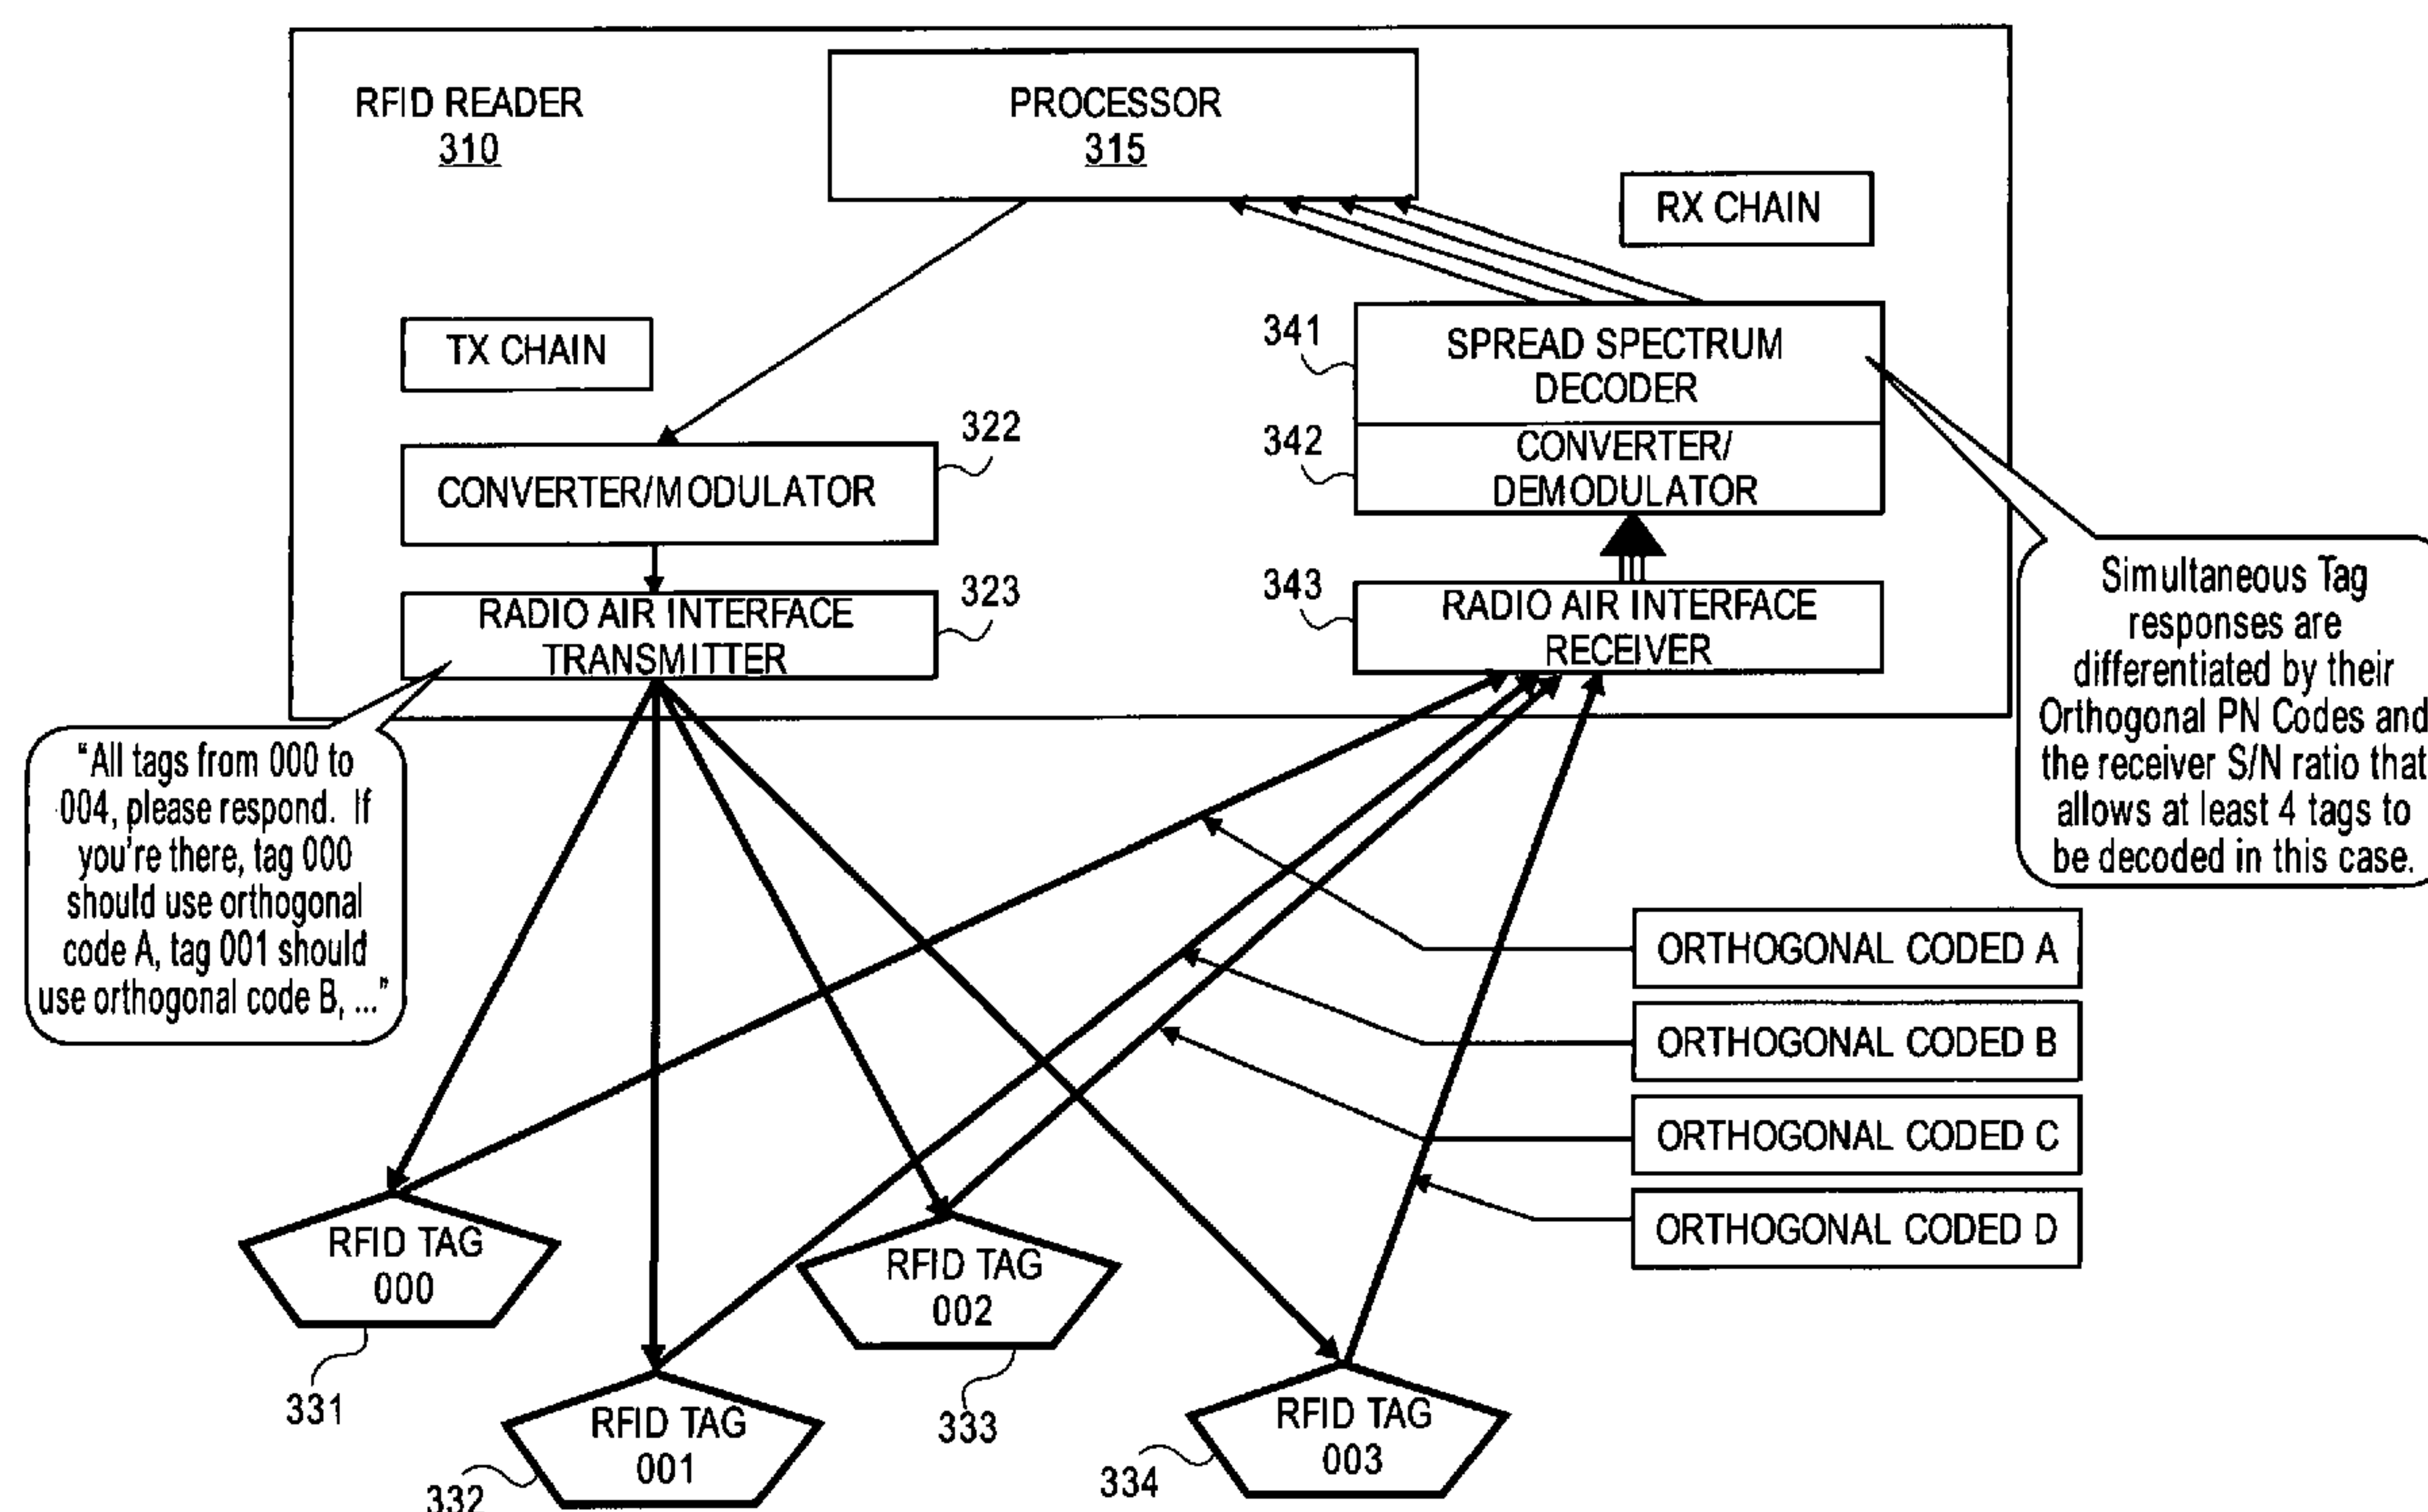 RFID READER
310
PROCESSOR
315
RX CHAIN
TX CHAIN
341
SPREAD SPECTRUM
DECODER
322
342
CONVERTER/
DEMODULATOR
CONVERTER/MODULATOR
323
343
RADIO AIR INTERFACE
TRANSMITTER
RADIO AIR INTERFACE
RECEIVER
Simultaneous Tag
responses are
differentiated by their
Orthogonal PN Codes and
the receiver S/N ratio that
allows at least 4 tags to
be decoded in this case.
"All tags from 000 to
004, please respond. If
you're there, tag 000
should use orthogonal
code A, tag 001 should
use orthogonal code B, ..."
ORTHOGONAL CODED A
ORTHOGONAL CODED B
ORTHOGONAL CODED C
ORTHOGONAL CODED D
RFID TAG
000
331
RFID TAG
001
332
RFID TAG
002
333
RFID TAG
003
334